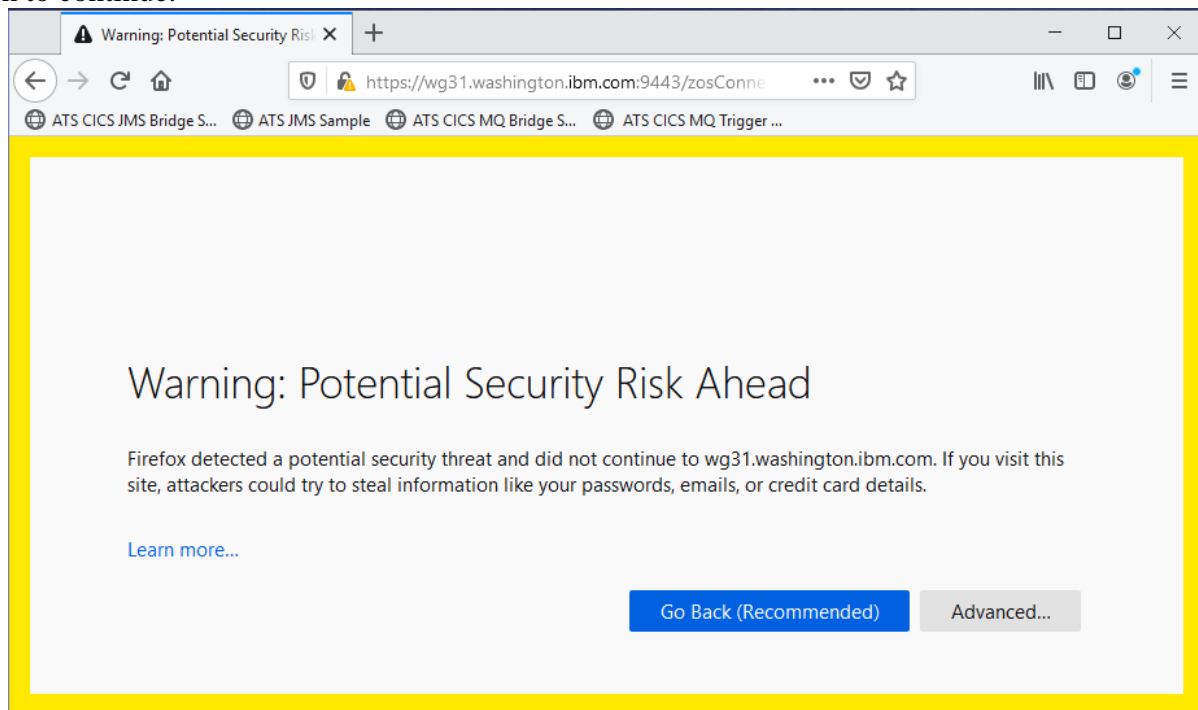 Warning: Potential Security Ris
https://wg31.washington.ibm.com:9443/zosConne
ATS CICS JMS Bridge S... ATS JMS Sample ATS CICS MQ Bridge S... ATS CICS MQ Trigger ...
Warning: Potential Security Risk Ahead
Firefox detected a potential security threat and did not continue to wg31.washington.ibm.com. If you visit this
site, attackers could try to steal information like your passwords, emails, or credit card details.
Learn more...
Go Back (Recommended) Advanced...